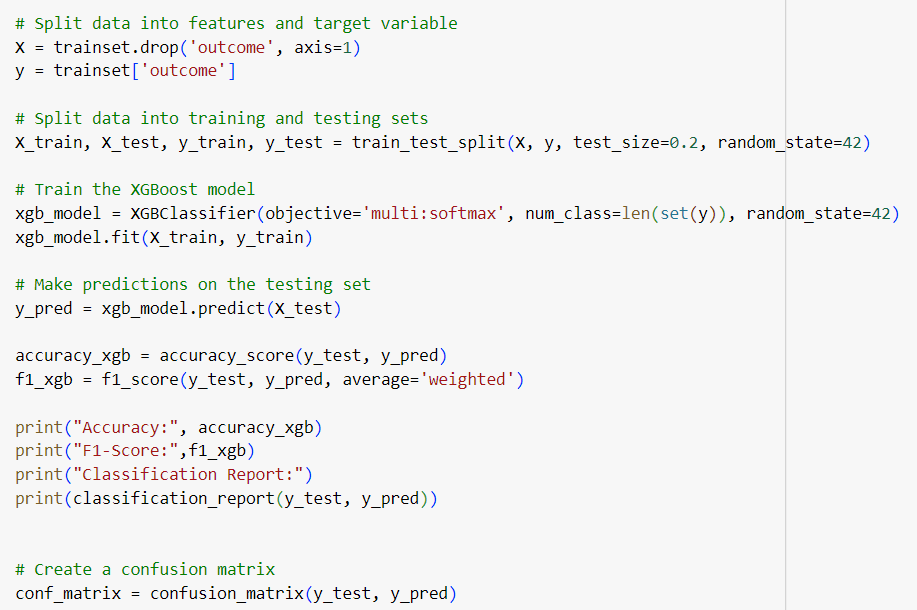 # Split data into features and target variable
X = trainset.drop('outcome', axis=1)
y = trainset['outcome']
# Split data into training and testing sets
X_train, X_test, y_train, y_test = train_test_split(X, y, test_size=0.2, random_state=42)
# Train the XGBoost model
xgb_model = XGBClassifier(objective='multi:softmax', num_class=len(set(y)), random_state=42)
xgb_model.fit(X_train, y_train)
# Make predictions on the testing set
y_pred = xgb_model.predict(X_test)
accuracy_xgb = accuracy_score(y_test, y_pred)
f1_xgb = f1_score(y_test, y_pred, average='weighted')
print("Accuracy:", accuracy_xgb)
print("F1-Score:",f1_xgb)
print("Classification Report:")
print(classification_report(y_test, y_pred))
# Create a confusion matrix
conf_matrix = confusion_matrix(y_test, y_pred)